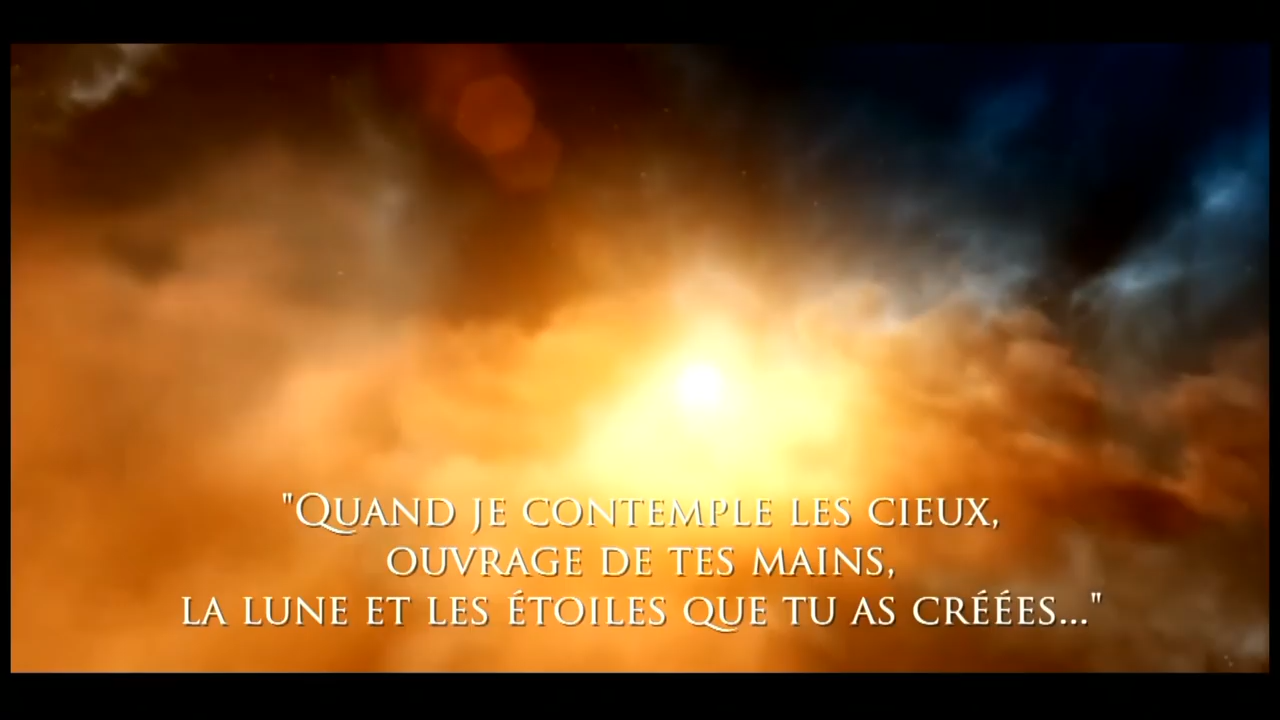 "Quand je contemple les cieux,
ouvrage de tes mains,
la lune et les étoiles que tu as créées..."